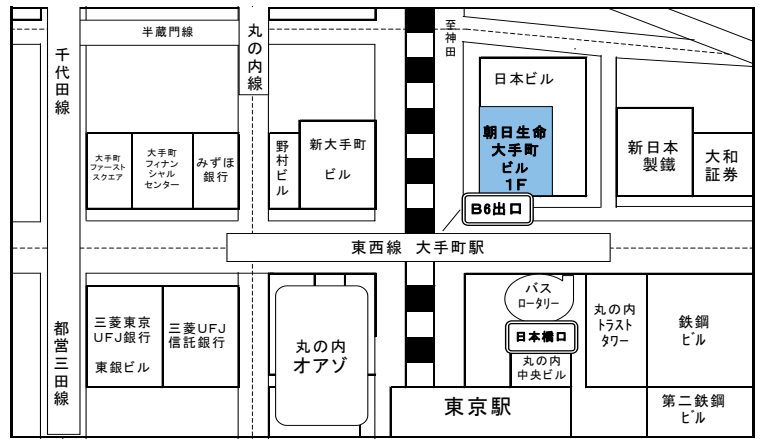 半蔵門線
千代田線
丸の内線
至神田
日本ビル
朝日生命
大手町
ビル
1F
大手町
ファースト
スクエア
大手町
フィナン
シャル
センター
みずほ
銀行
野村ビル
新大手町
ビル
新日本
製鐵
大和
証券
B6出口
東西線 大手町駅
都営三田線
三菱東京
UFJ銀行
東銀ビル
三菱UFJ
信託銀行
丸の内
オアゾ
バス
ロータリー
日本橋口
丸の内
中央ビル
丸の内
トラスト
タワー
鉄鋼
ビル
東京駅
第二鉄鋼
ビル